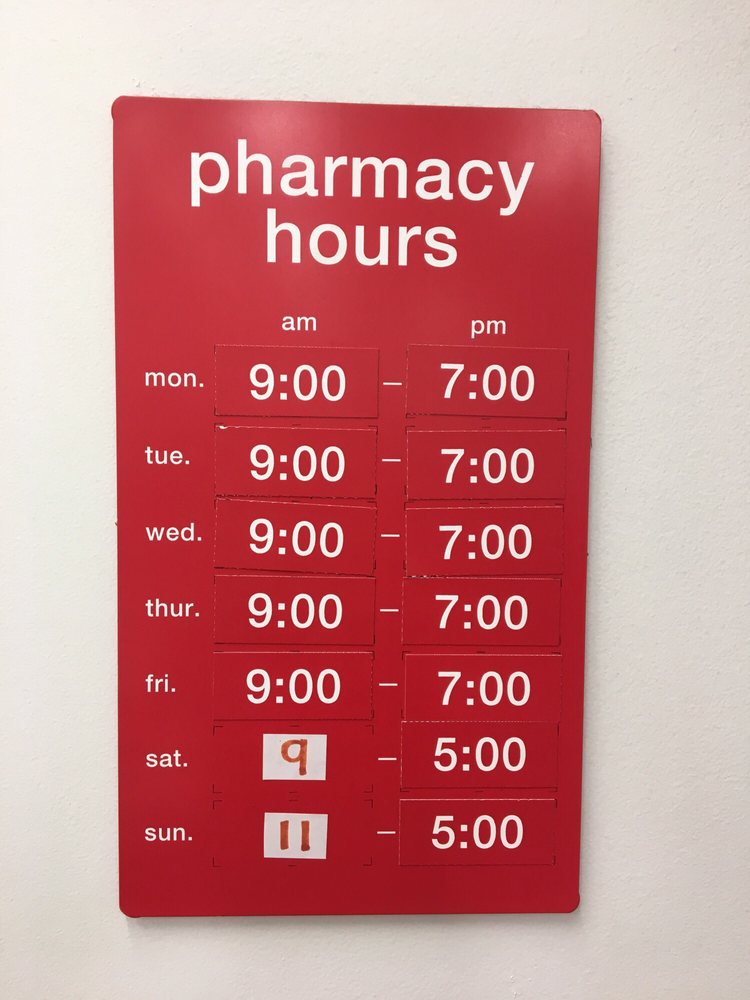 pharmacy
hours
am pm
mon. 9:00 – 7:00
tue. 9:00 – 7:00
wed. 9:00 – 7:00
thur. 9:00 – 7:00
fri. 9:00 – 7:00
sat. 9 – 5:00
sun. 11 – 5:00